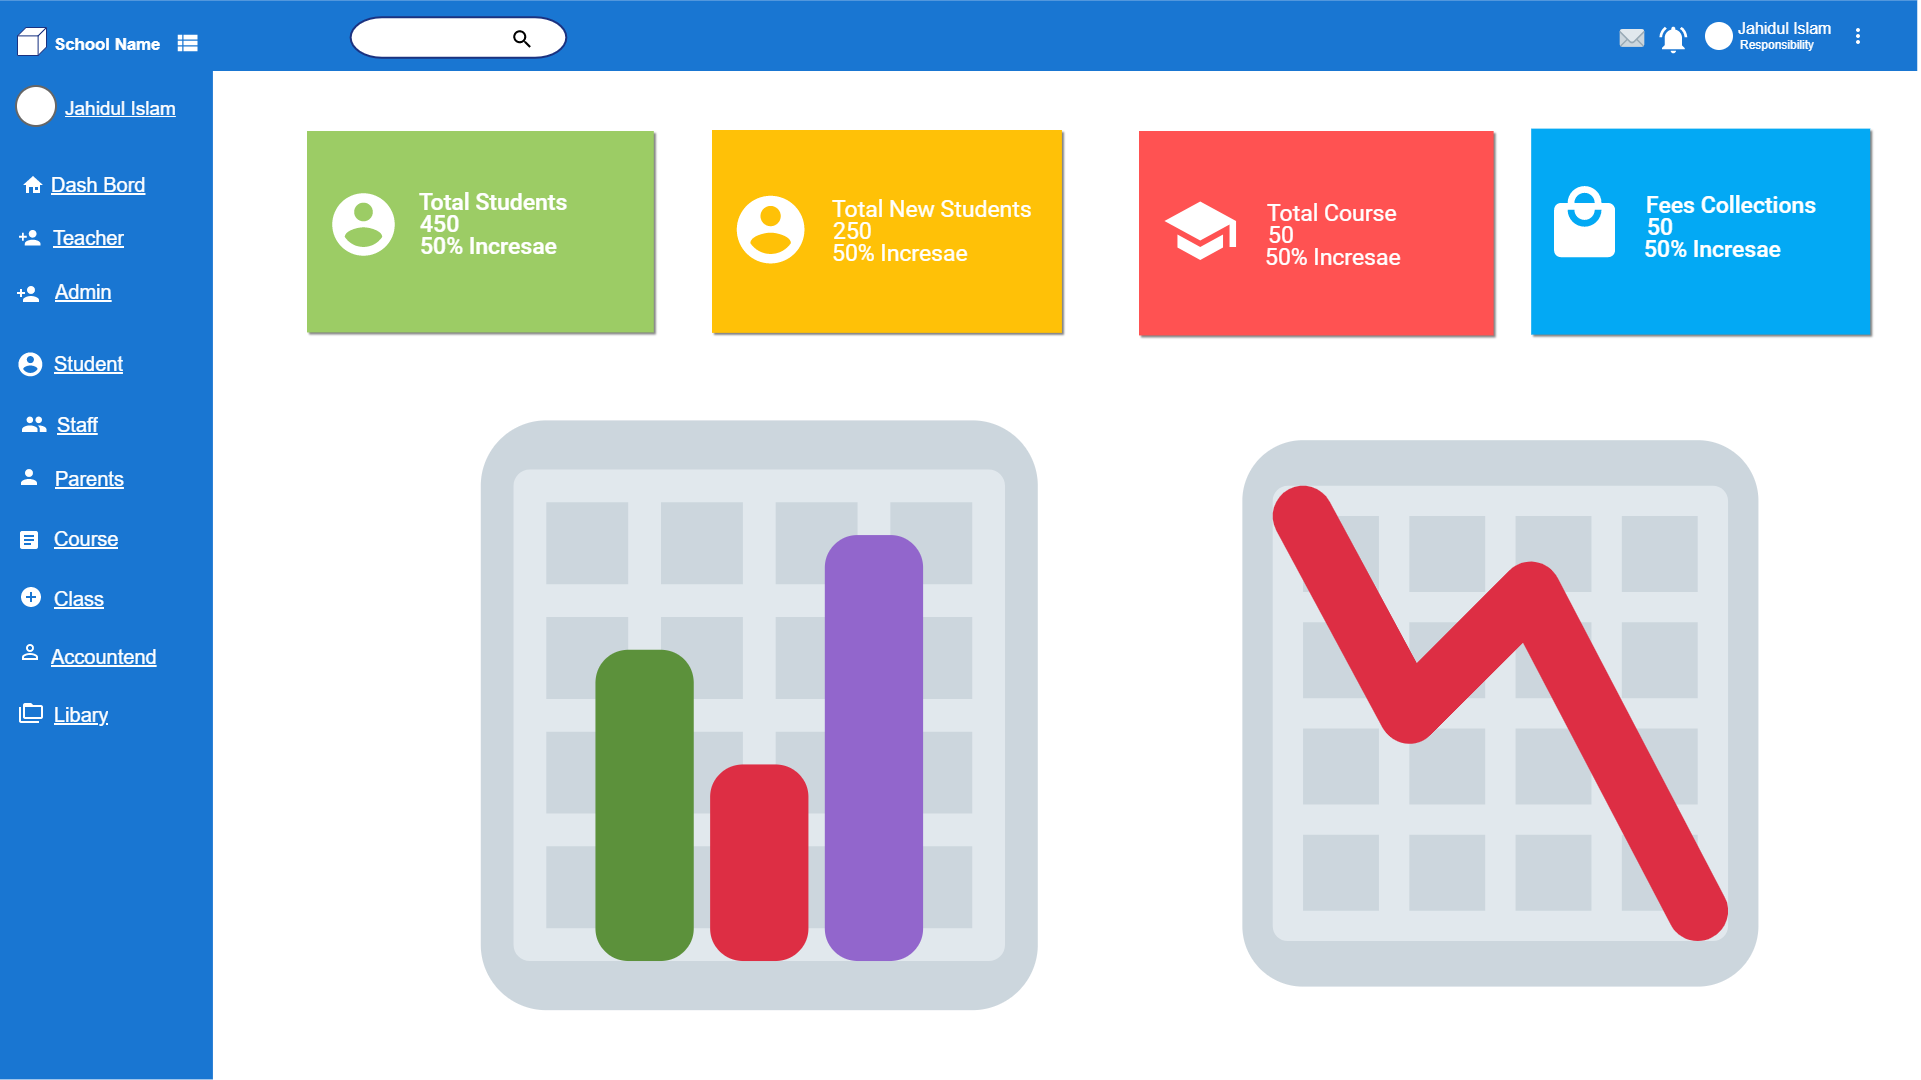 School Name
Jahidul Islam
Responsibility
Jahidul Islam
Dash Bord
Teacher
Admin
Student
Staff
Parents
Course
Class
Accountend
Libary
Total Students
450
50% Incresae
Total New Students
250
50% Incresae
Total Course
50
50% Incresae
Fees Collections
50
50% Incresae